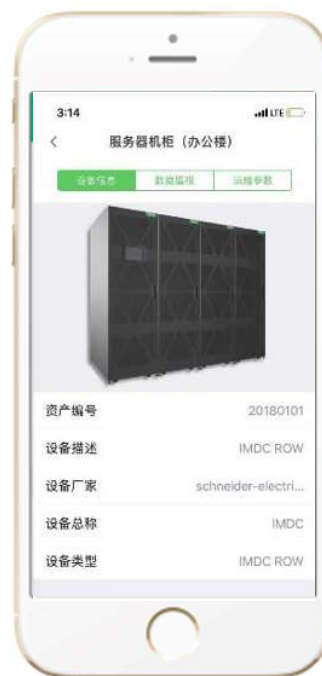 3:14
LTE
服务器机柜（办公楼）
设备信息
数据监视
运维参数
资产编号 20180101
设备描述 IMDC ROW
设备厂家 schneider-electri...
设备总称 IMDC
设备类型 IMDC ROW